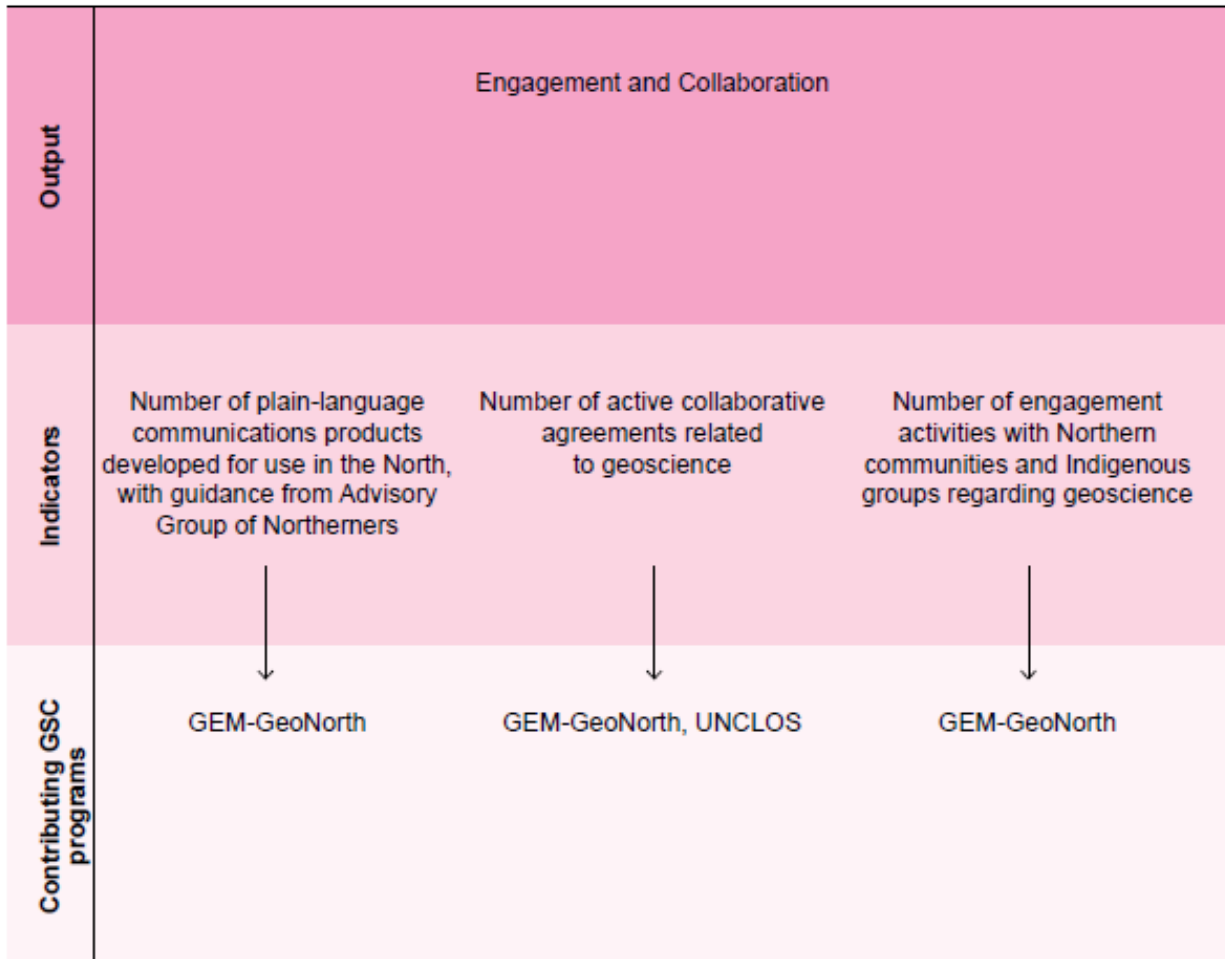 Output
Engagement and Collaboration
Indicators
Number of plain-language
communications products
developed for use in the North,
with guidance from Advisory
Group of Northerners
Number of active collaborative
agreements related
to geoscience
Number of engagement
activities with Northern
communities and Indigenous
groups regarding geoscience
Contributing GSC
programs
GEM-GeoNorth
GEM-GeoNorth, UNCLOS
GEM-GeoNorth